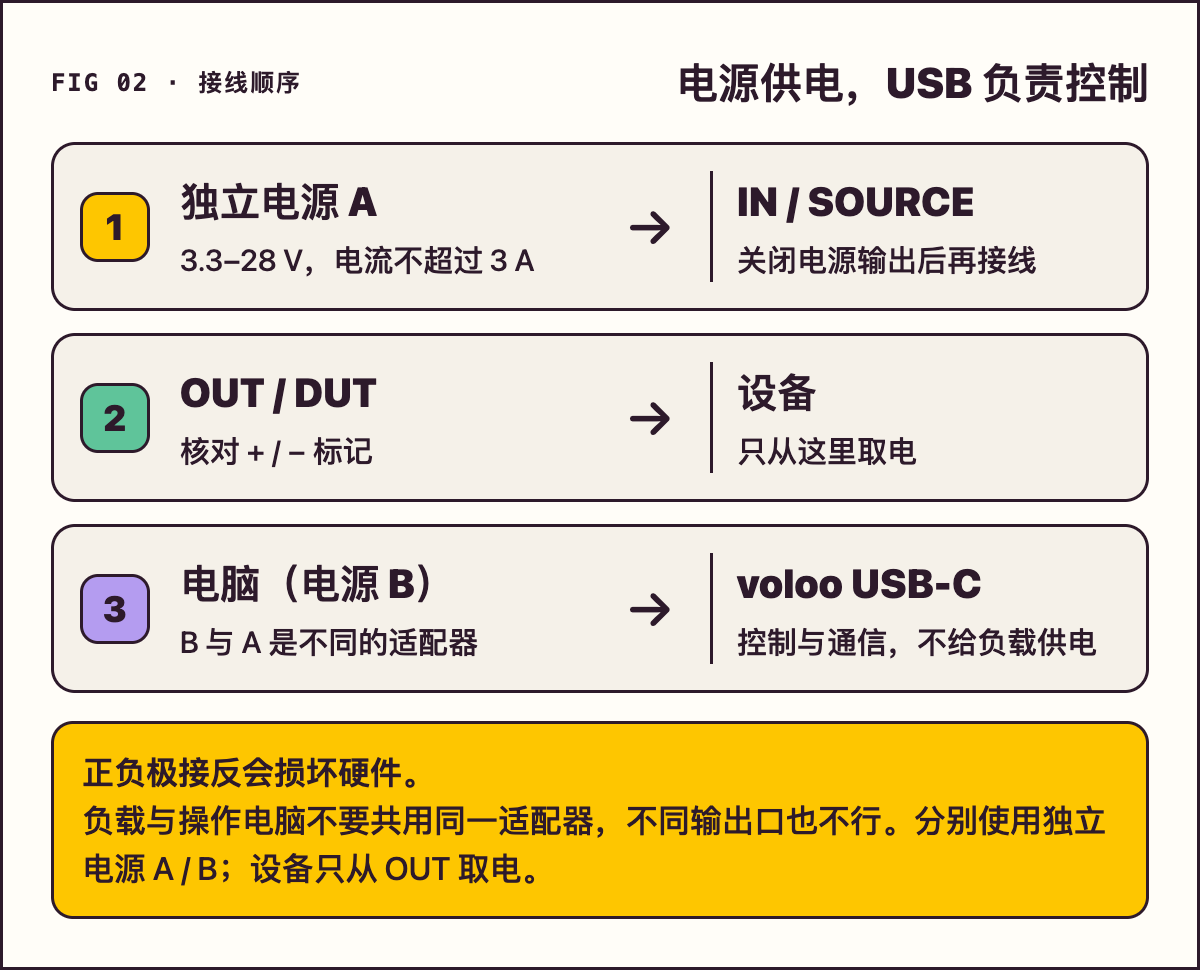 FIG 02 · 接线顺序
电源供电，USB 负责控制
1
独立电源 A
3.3–28 V，电流不超过 3 A
→
IN / SOURCE
关闭电源输出后再接线
2
OUT / DUT
核对 + / − 标记
→
设备
只从这里取电
3
电脑（电源 B）
B 与 A 是不同的适配器
→
voloo USB-C
控制与通信，不给负载供电
正负极接反会损坏硬件。
负载与操作电脑不要共用同一适配器，不同输出口也不行。分别使用独立
电源 A / B；设备只从 OUT 取电。